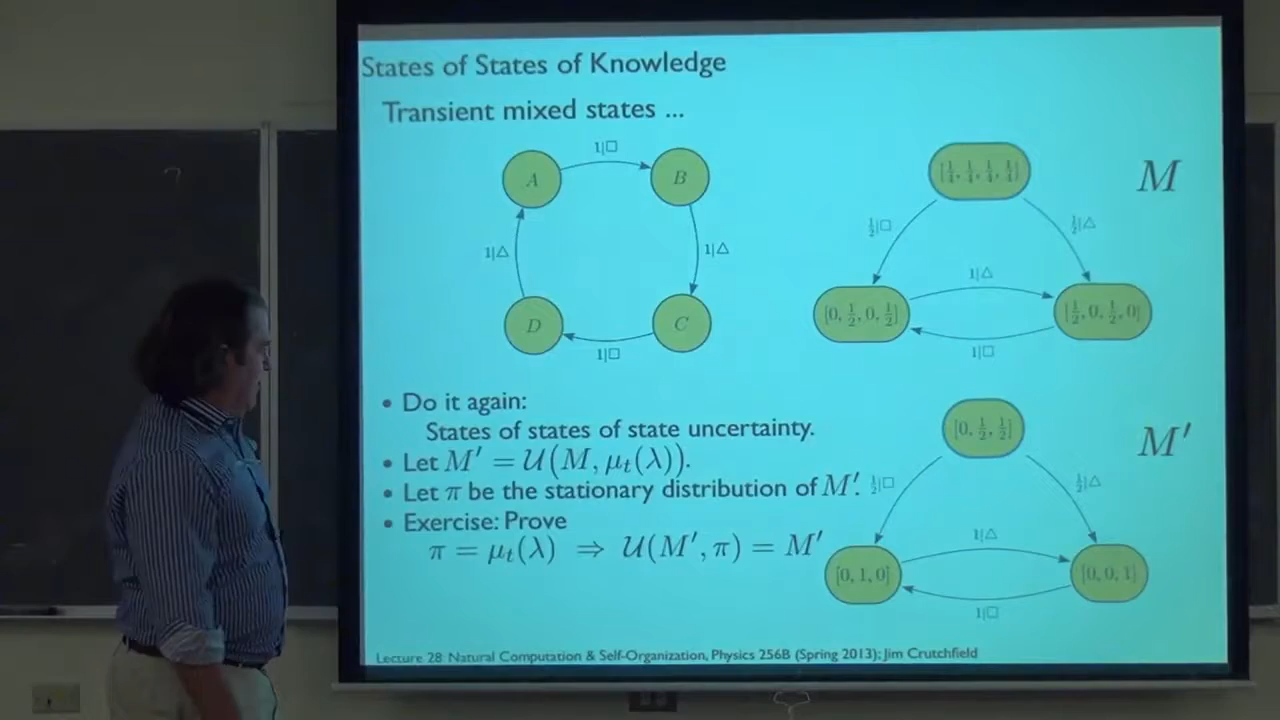 States of States of Knowledge
Transient mixed states ...
1|□
A
B
1|△
1|△
D
C
1|□
[1/4, 1/4, 1/4, 1/4]
M
1/2|□
1/2|△
1|△
[0, 1/2, 0, 1/2]
[1/2, 0, 1/2, 0]
1|□
• Do it again:
States of states of state uncertainty.
• Let M′ = U(M, μₜ(λ)).
• Let π be the stationary distribution of M′.
• Exercise: Prove
π = μₜ(λ) ⇒ U(M′, π) = M′
[0, 1/2, 1/2]
M′
1/2|□
1/2|△
1|△
[0, 1, 0]
[0, 0, 1]
1|□
Lecture 28 Natural Computation & Self-Organization, Physics 256B (Spring 2013); Jim Crutchfield